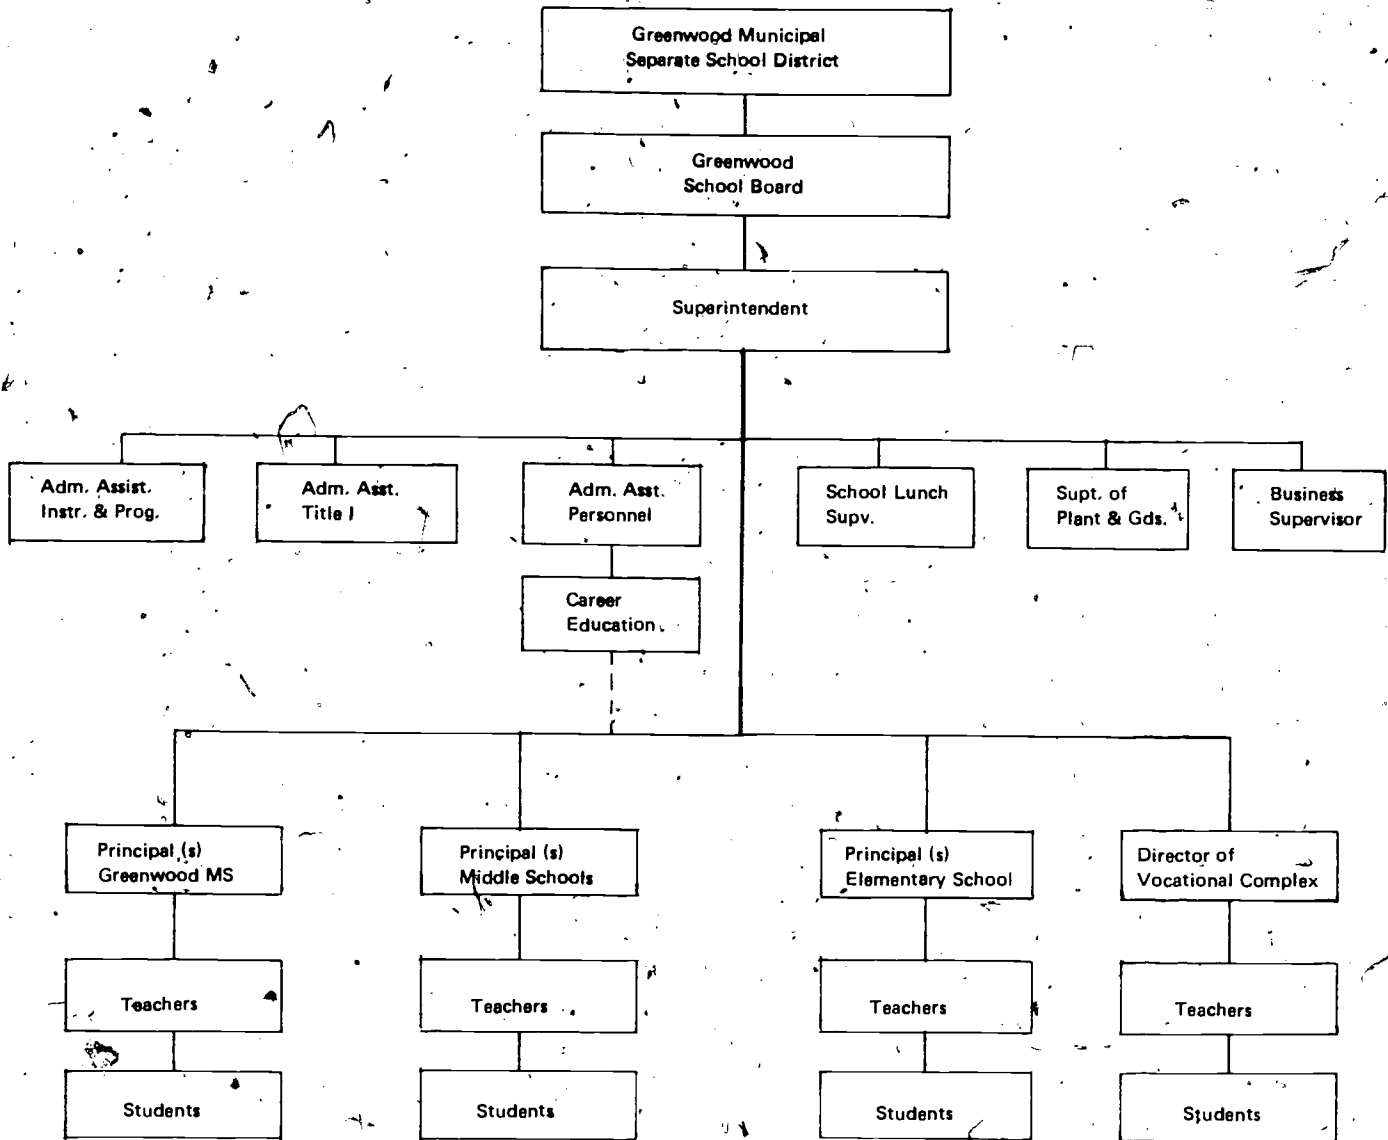 Greenwood Municipal
Separate School District
Greenwood
School Board
Superintendent
Adm. Assist.
Instr. & Prog.
Adm. Asst.
Title I
Adm. Asst.
Personnel
School Lunch
Supv.
Supt. of
Plant & Gds.
Business
Supervisor
Career
Education
Principal (s)
Greenwood MS
Principal (s)
Middle Schools
Principal (s)
Elementary School
Director of
Vocational Complex
Teachers
Teachers
Teachers
Teachers
Students
Students
Students
Students